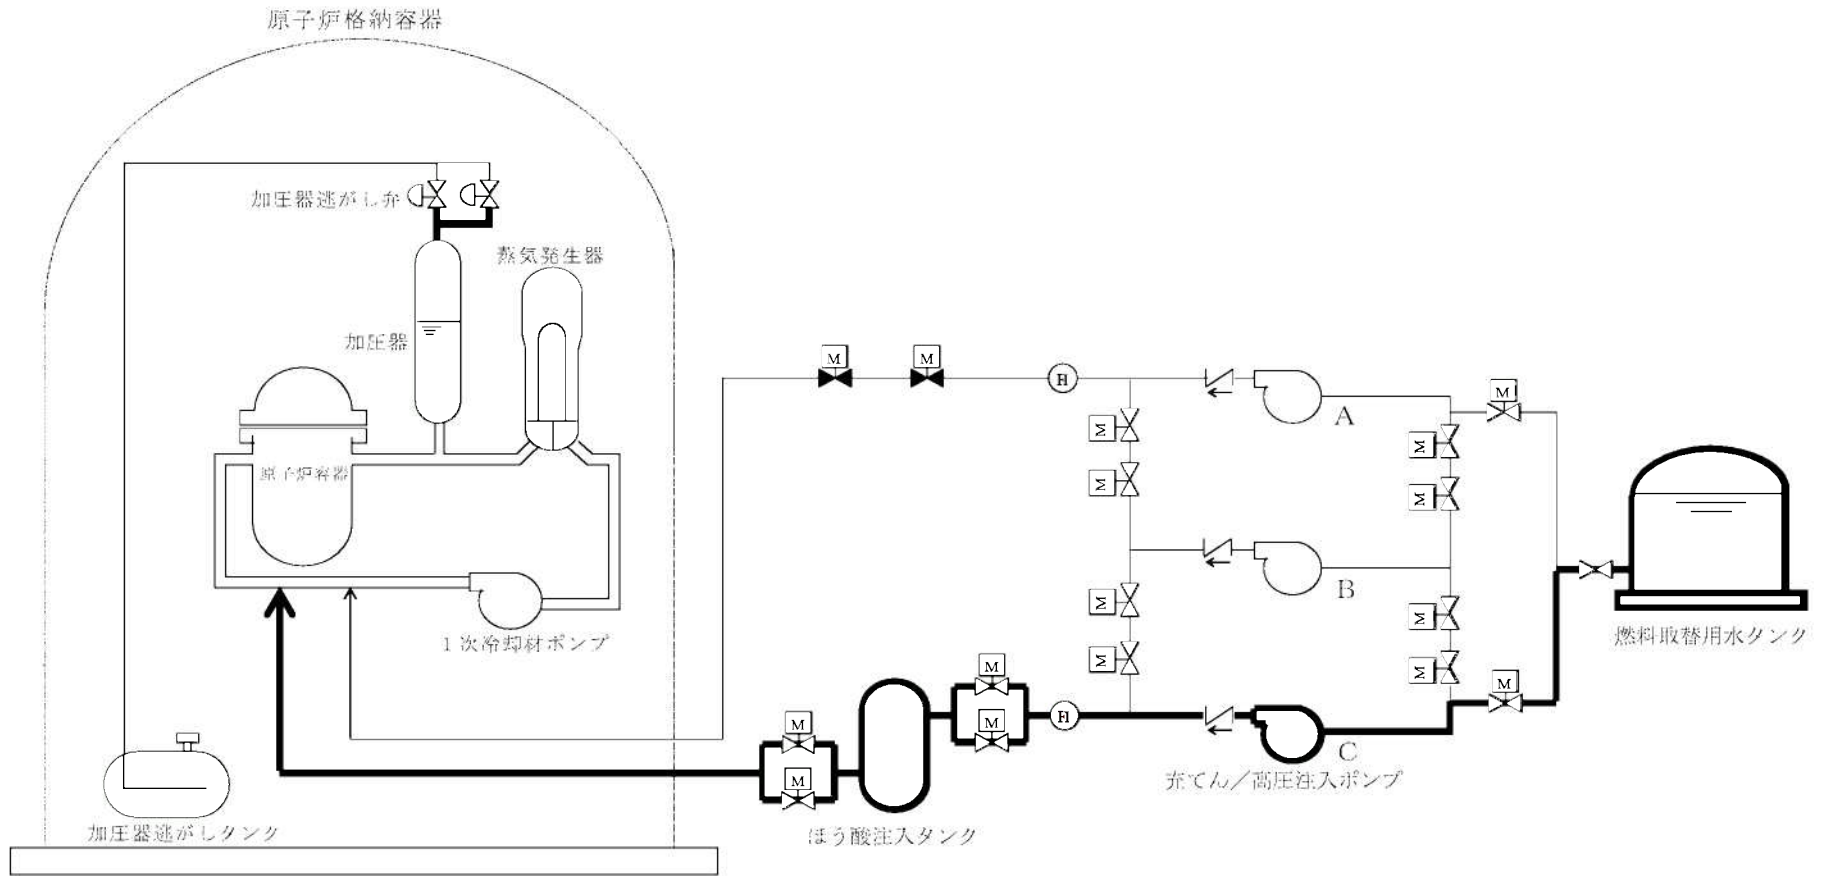 原子炉格納容器
加圧器逃がし弁
蒸気発生器
加圧器
原子炉容器
1次冷却材ポンプ
加圧器逃がしタンク
M
M
H
A
M
M
M
M
M
M
B
M
M
M
M
燃料取替用水タンク
M
M
H
M
M
M
C
充てん/高圧注入ポンプ
ほう酸注入タンク